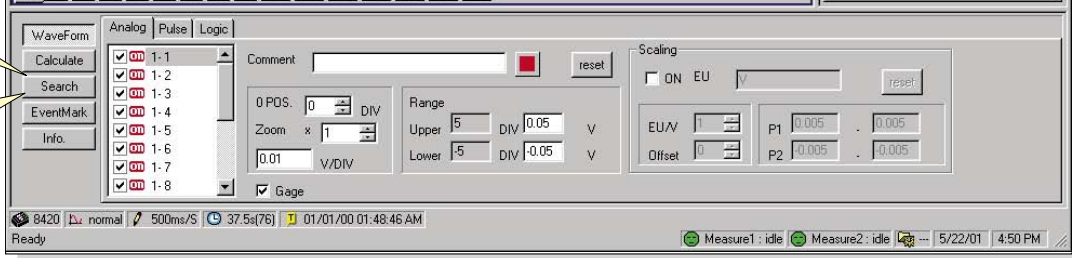 WaveForm
Calculate
Search
EventMark
Info.
Analog Pulse Logic
on 1- 1
on 1- 2
on 1- 3
on 1- 4
on 1- 5
on 1- 6
on 1- 7
on 1- 8
Comment reset
0 POS. 0 DIV
Zoom x 1
0.01 V/DIV
Gage
Range
Upper 5 DIV 0.05 V
Lower -5 DIV -0.05 V
Scaling
ON EU V reset
EU/V 1
Offset 0
P1 0.005 - 0.005
P2 -0.005 - -0.005
8420 normal 500ms/S 37.5s(76) T 01/01/00 01:48:46 AM
Ready Measure1 : idle Measure2 : idle --- 5/22/01 4:50 PM